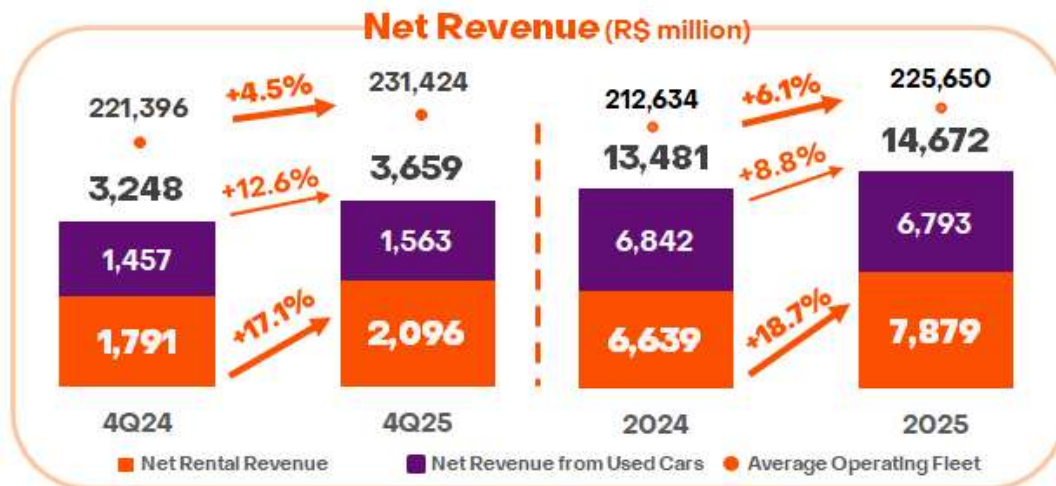 Net Revenue (R$ million)
221,396 +4.5% 231,424 212,634 +6.1% 225,650
3,248 +12.6% 3,659 13,481 +8.8% 14,672
1,457 1,563 6,842 6,793
1,791 +17.1% 2,096 6,639 +18.7% 7,879
4Q24 4Q25 2024 2025
Net Rental Revenue Net Revenue from Used Cars Average Operating Fleet